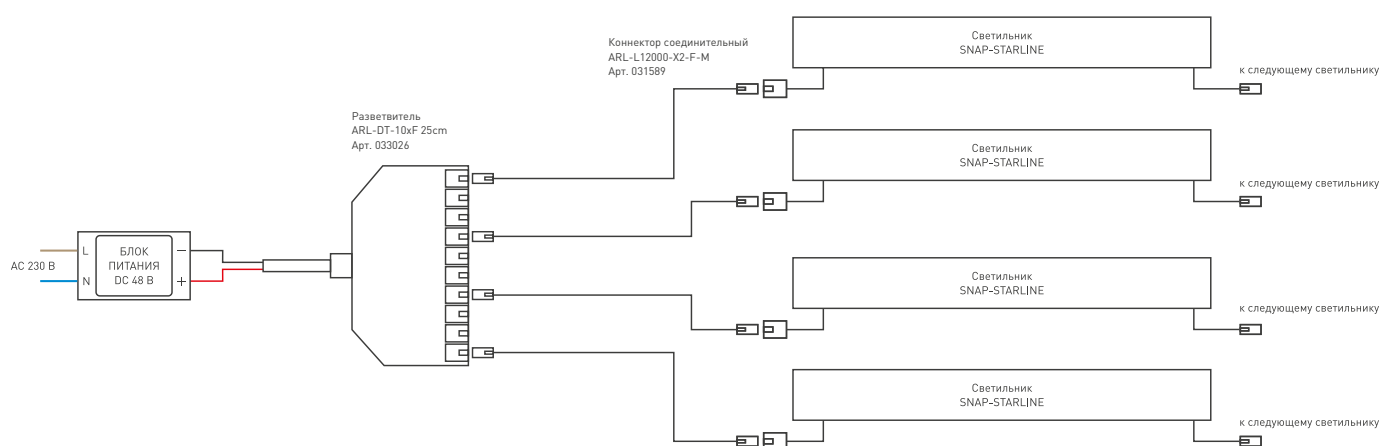 Коннектор соединительный
ARL-L12000-X2-F-M
Арт. 031589
Светильник
SNAP-STARLINE
к следующему светильнику
Разветвитель
ARL-DT-10xF 25cm
Арт. 033026
Светильник
SNAP-STARLINE
к следующему светильнику
AC 230 В
L
N
БЛОК
ПИТАНИЯ
DC 48 В
−
+
Светильник
SNAP-STARLINE
к следующему светильнику
Светильник
SNAP-STARLINE
к следующему светильнику